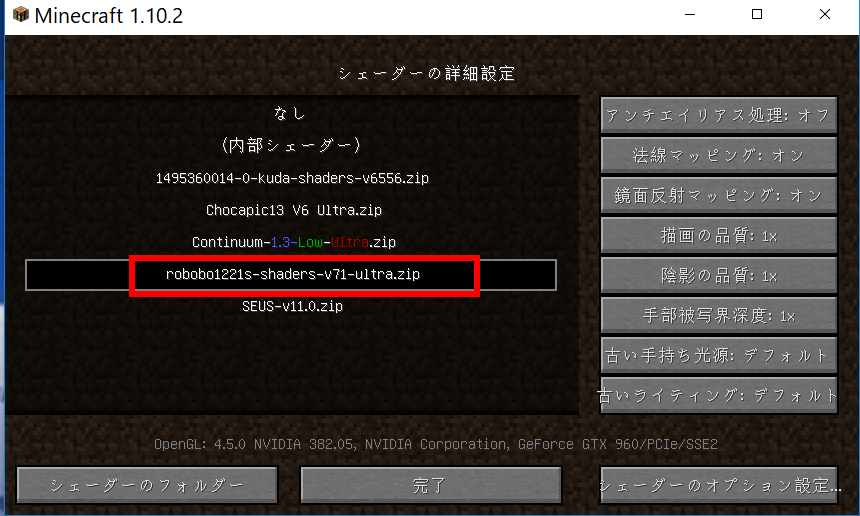 Minecraft 1.10.2
シェーダーの詳細設定
なし
(内部シェーダー)
1495360014-0-kuda-shaders-v6556.zip
Chocapic13 V6 Ultra.zip
Continuum-1.3-Low-Ultra.zip
robobo1221s-shaders-v71-ultra.zip
SEUS-v11.0.zip
アンチエイリアス処理: オフ
法線マッピング: オン
鏡面反射マッピング: オン
描画の品質: 1x
陰影の品質: 1x
手部被写界深度: 1x
古い手持ち光源: デフォルト
古いライティング: デフォルト
OpenGL: 4.5.0 NVIDIA 382.05, NVIDIA Corporation, GeForce GTX 960/PCIe/SSE2
シェーダーのフォルダー
完了
シェーダーのオプション設定...